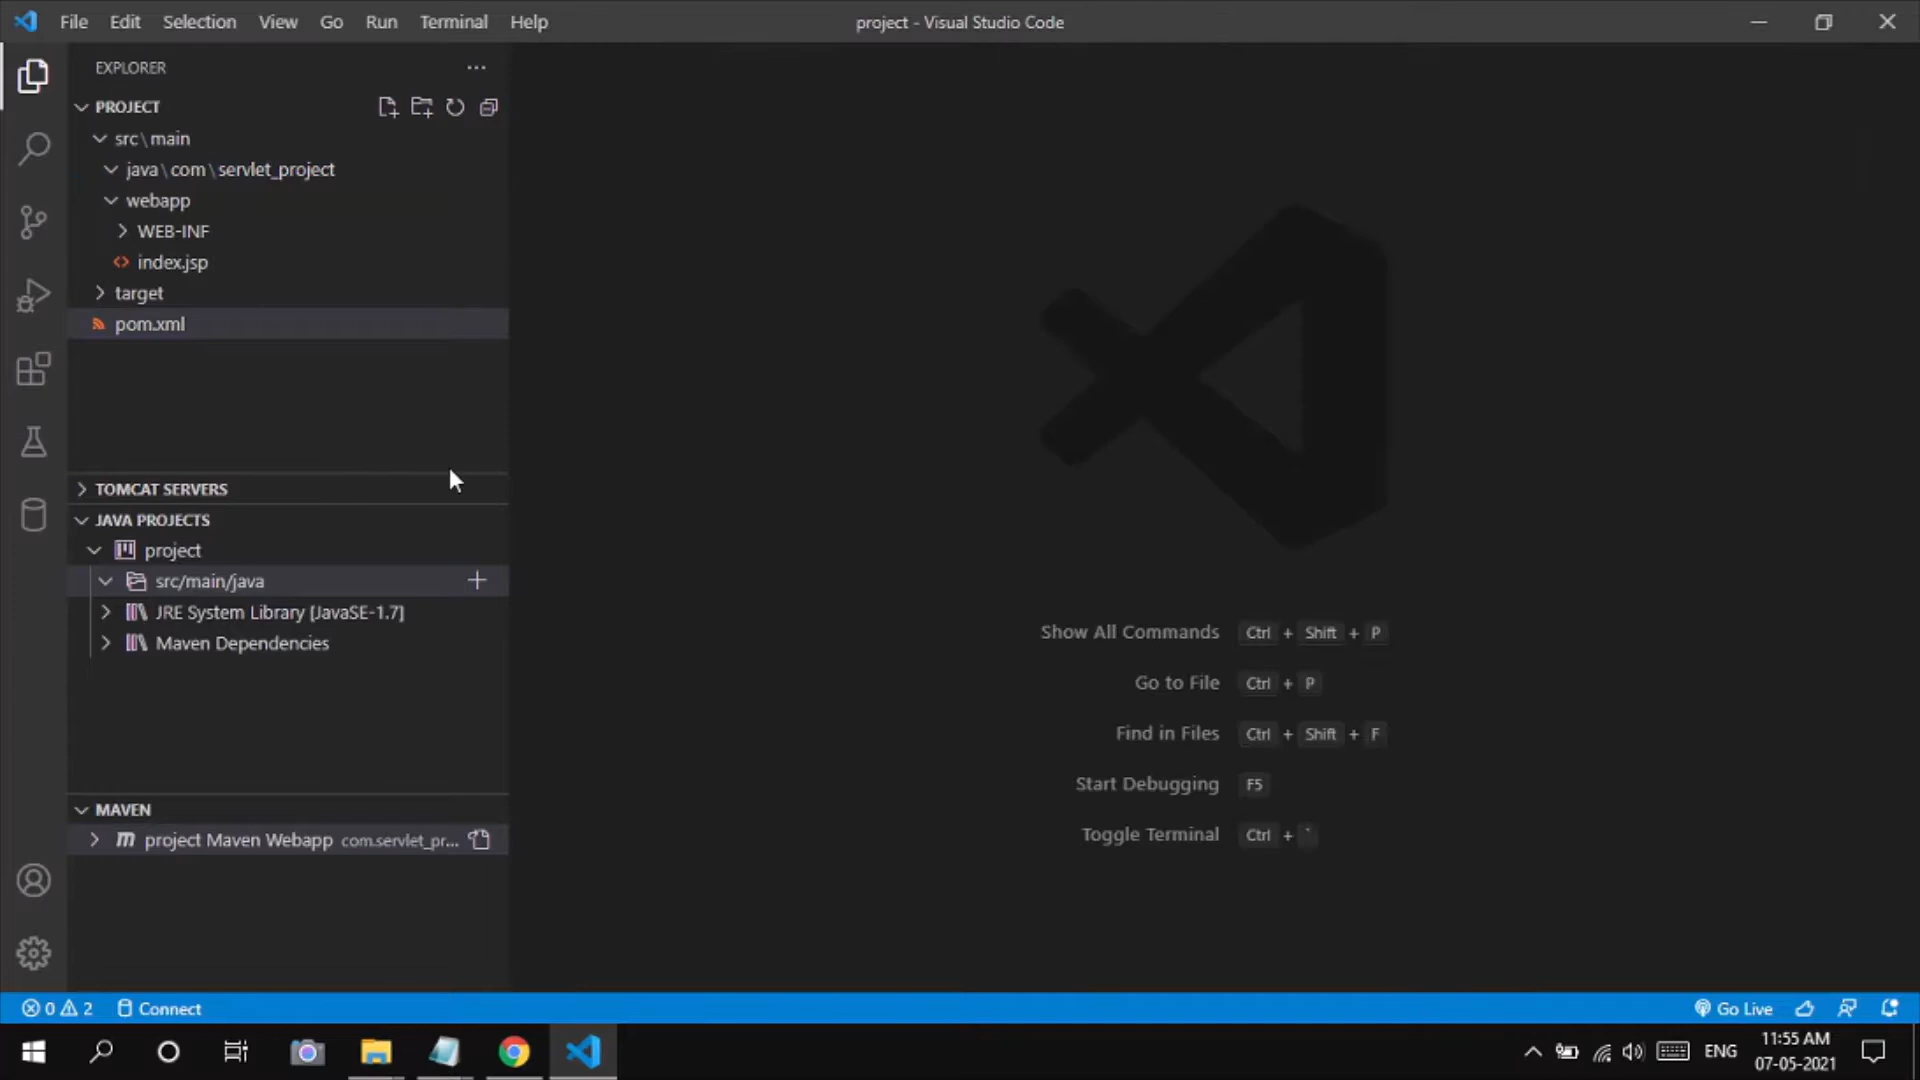 File Edit Selection View Go Run Terminal Help
project - Visual Studio Code
EXPLORER
PROJECT
src\main
java\com\servlet_project
webapp
WEB-INF
index.jsp
target
pom.xml
TOMCAT SERVERS
JAVA PROJECTS
project
src/main/java
JRE System Library [JavaSE-1.7]
Maven Dependencies
MAVEN
project Maven Webapp com.servlet_pr...
Show All Commands Ctrl + Shift + P
Go to File Ctrl + P
Find in Files Ctrl + Shift + F
Start Debugging F5
Toggle Terminal Ctrl + `
0 2 Connect
Go Live
ENG
11:55 AM
07-05-2021